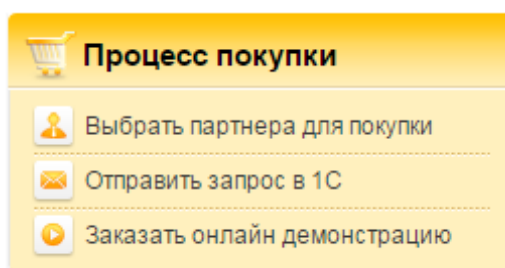 Процесс покупки
Выбрать партнера для покупки
Отправить запрос в 1С
Заказать онлайн демонстрацию